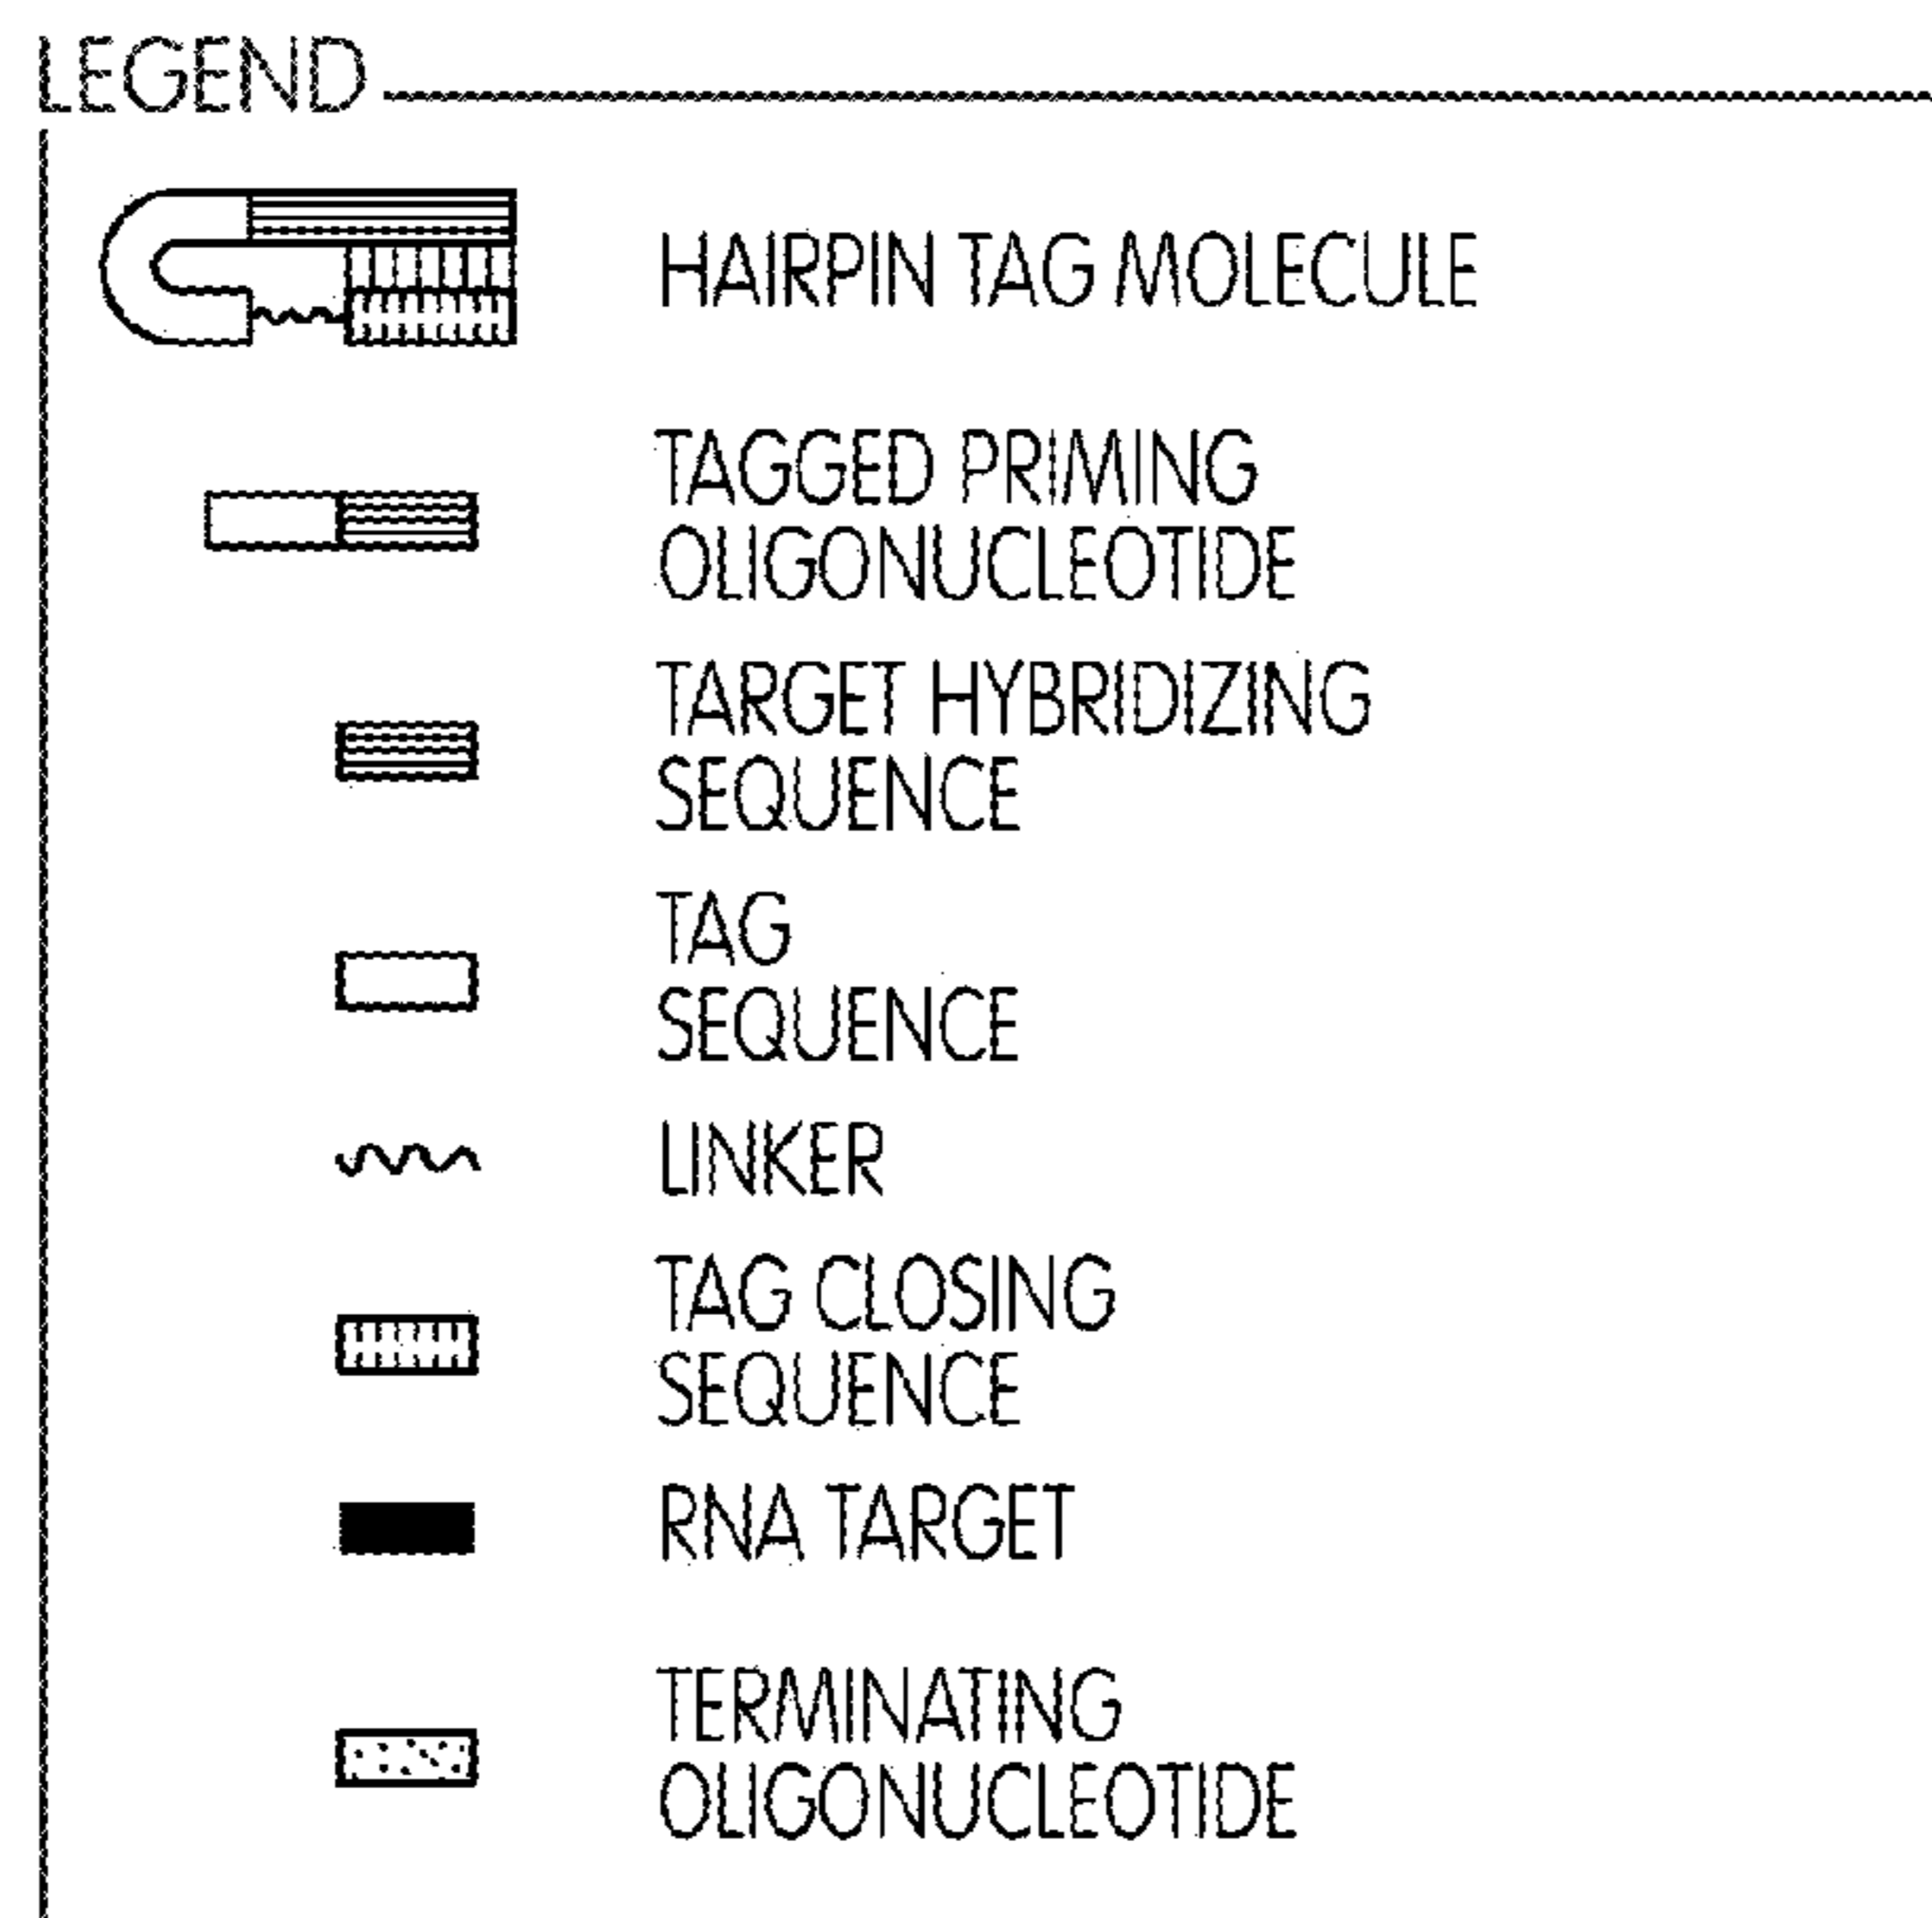 LEGEND
HAIRPIN TAG MOLECULE
TAGGED PRIMING
OLIGONUCLEOTIDE
TARGET HYBRIDIZING
SEQUENCE
TAG
SEQUENCE
LINKER
TAG CLOSING
SEQUENCE
RNA TARGET
TERMINATING
OLIGONUCLEOTIDE